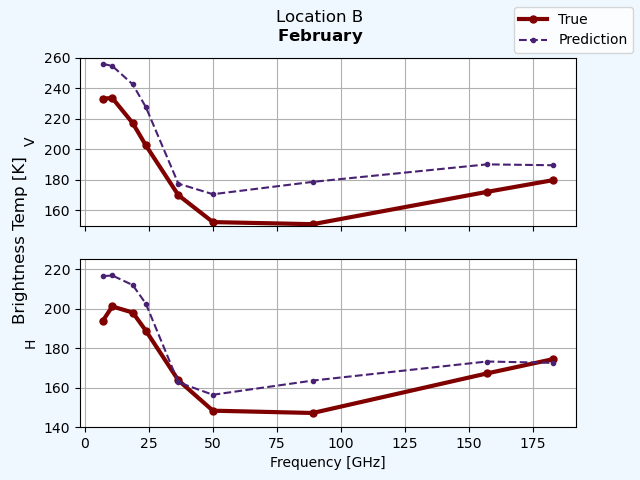 Location B
February
True
Prediction
260
240
220
200
180
160
V
Brightness Temp [K]
220
200
180
160
140
H
0
25
50
75
100
125
150
175
Frequency [GHz]